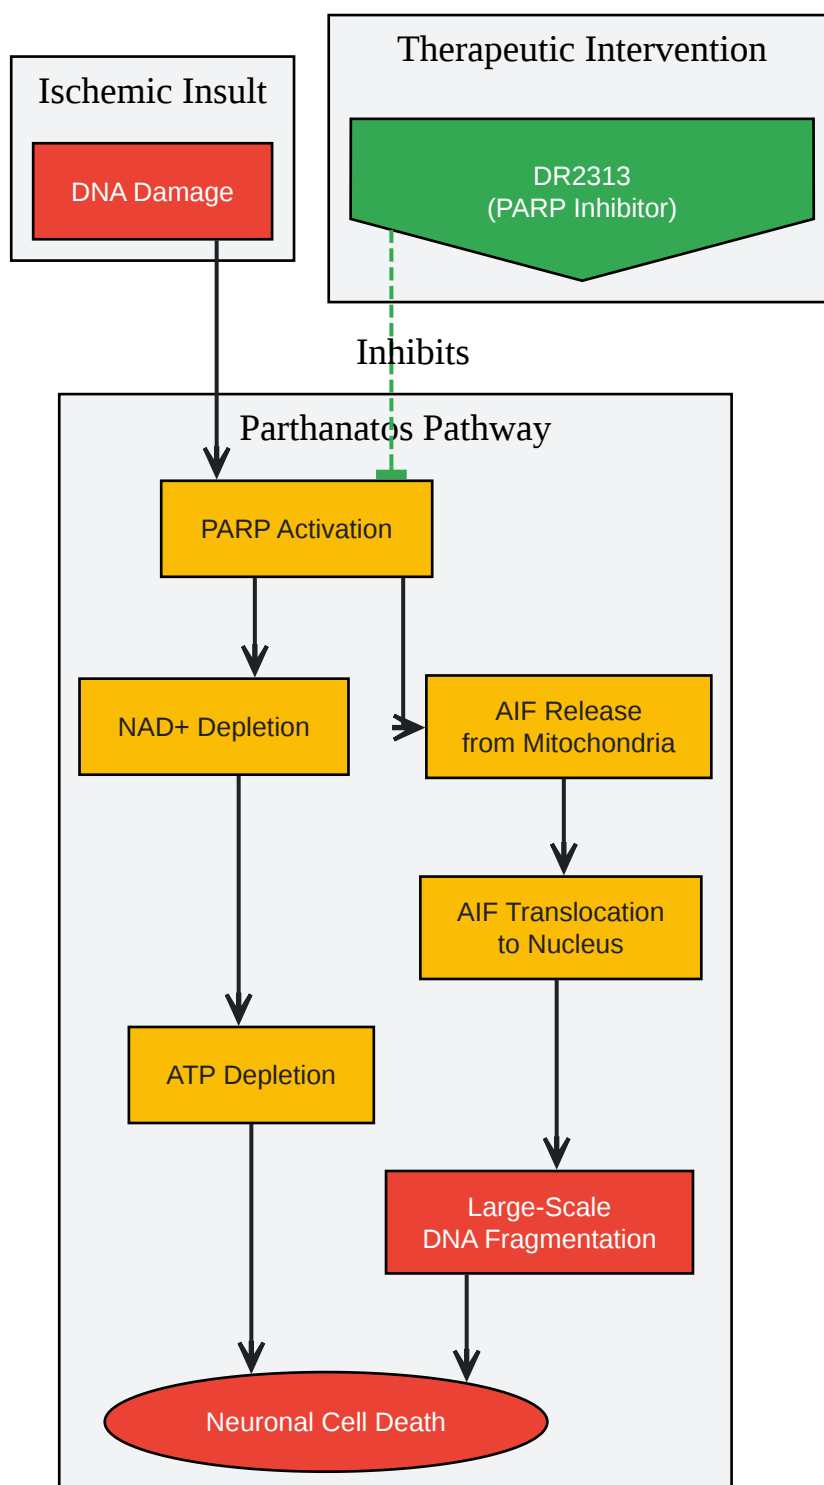 Therapeutic Intervention
Ischemic Insult
DNA Damage
DR2313
(PARP Inhibitor)
Inhibits
Parthanatos Pathway
PARP Activation
NAD+ Depletion
AIF Release
from Mitochondria
AIF Translocation
to Nucleus
ATP Depletion
Large-Scale
DNA Fragmentation
Neuronal Cell Death